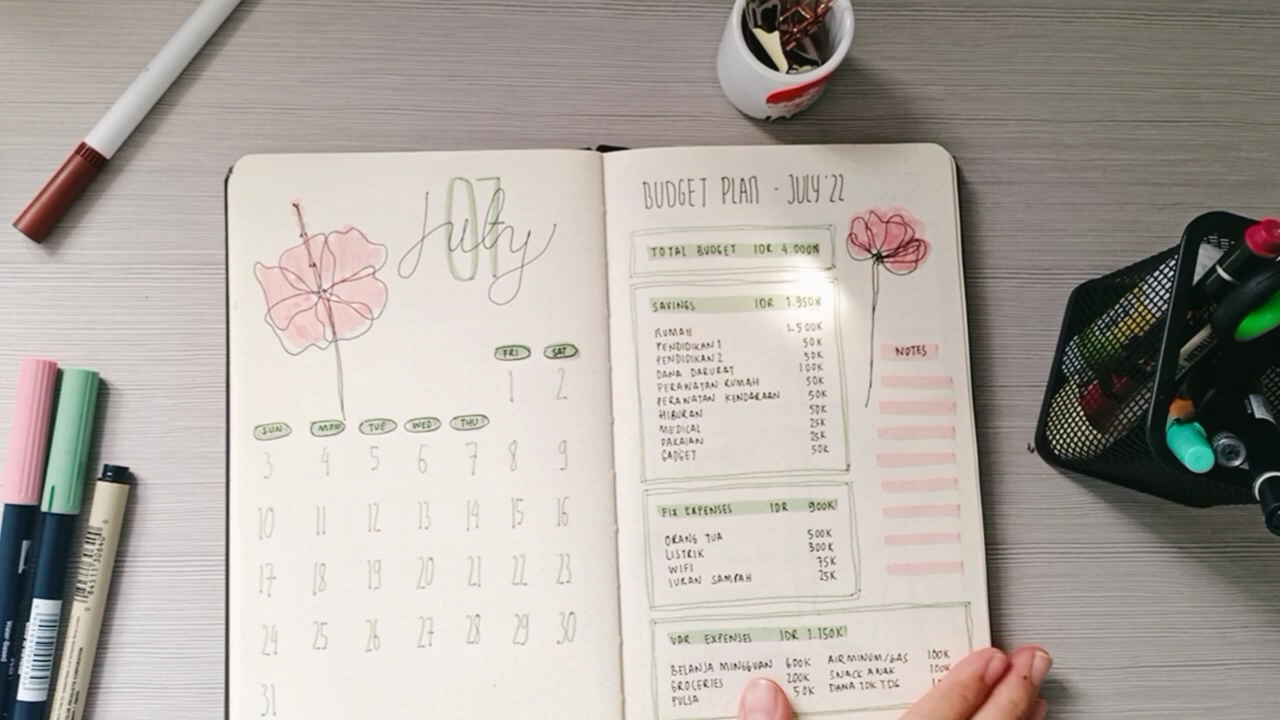 07
July
FRI SAT
1 2
SUN MON TUE WED THU
3 4 5 6 7 8 9
10 11 12 13 14 15 16
17 18 19 20 21 22 23
24 25 26 27 28 29 30
31
BUDGET PLAN - JULY '22
TOTAL BUDGET IDR 4.000K
SAVINGS IDR 1.950K
RUMAH 1.500K
PENDIDIKAN 1 50K
PENDIDIKAN 2 50K
DANA DARURAT 100K
PERAWATAN RUMAH 50K
PERAWATAN KENDARAAN 50K
HIBURAN 50K
MEDICAL 25K
PAKAIAN 25K
GADGET 50K
NOTES
FIX EXPENSES IDR 900K
ORANG TUA 500K
LISTRIK 300K
WIFI 75K
IURAN SAMPAH 25K
VAR EXPENSES IDR 1.150K
BELANJA MINGGUAN 600K AIR MINUM/GAS 100K
GROCERIES 200K SNACK ANAK 100K
PULSA 50K DANA TDK TDG